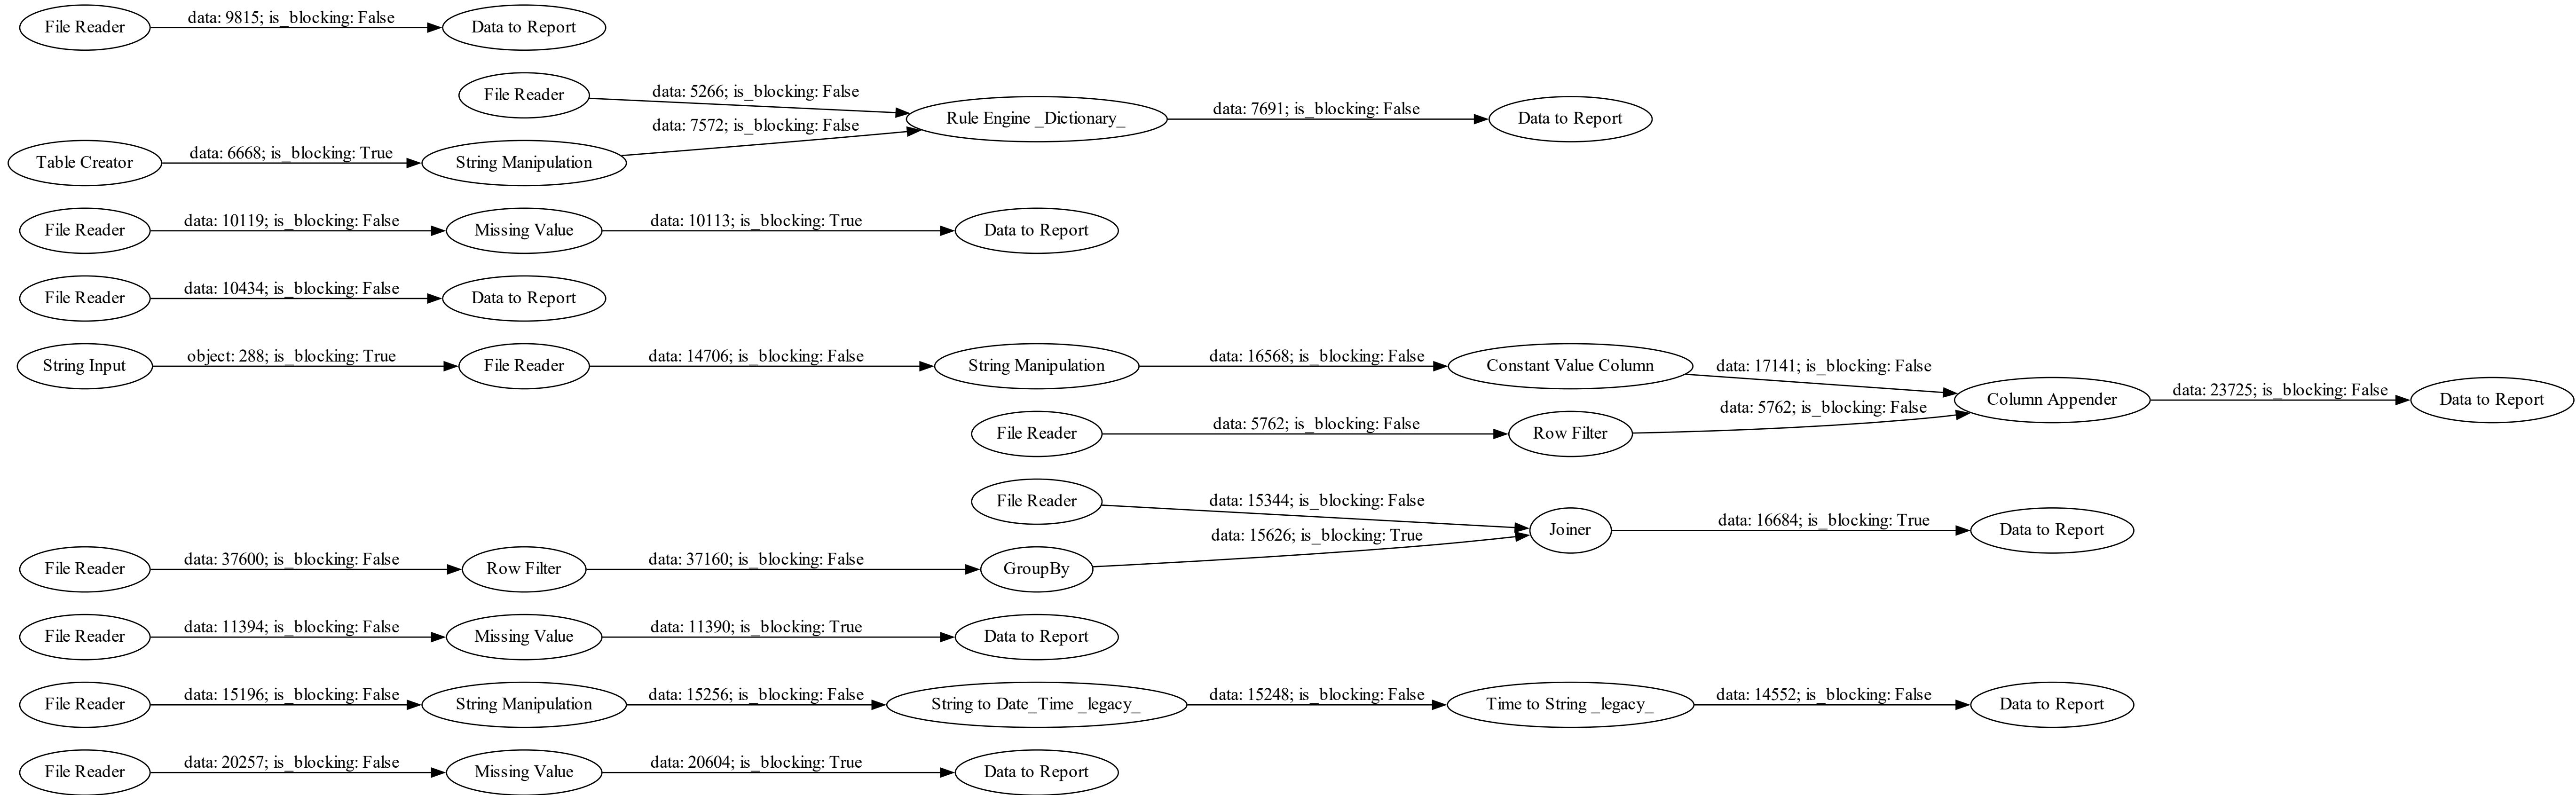 File Reader
data: 9815; is_blocking: False
Data to Report
File Reader
data: 5266; is_blocking: False
Table Creator
data: 6668; is_blocking: True
String Manipulation
data: 7572; is_blocking: False
Rule Engine _Dictionary_
data: 7691; is_blocking: False
Data to Report
File Reader
data: 10119; is_blocking: False
Missing Value
data: 10113; is_blocking: True
Data to Report
File Reader
data: 10434; is_blocking: False
Data to Report
String Input
object: 288; is_blocking: True
File Reader
data: 14706; is_blocking: False
String Manipulation
data: 16568; is_blocking: False
Constant Value Column
data: 17141; is_blocking: False
File Reader
data: 5762; is_blocking: False
Row Filter
data: 5762; is_blocking: False
Column Appender
data: 23725; is_blocking: False
Data to Report
File Reader
data: 15344; is_blocking: False
File Reader
data: 37600; is_blocking: False
Row Filter
data: 37160; is_blocking: False
GroupBy
data: 15626; is_blocking: True
Joiner
data: 16684; is_blocking: True
Data to Report
File Reader
data: 11394; is_blocking: False
Missing Value
data: 11390; is_blocking: True
Data to Report
File Reader
data: 15196; is_blocking: False
String Manipulation
data: 15256; is_blocking: False
String to Date_Time _legacy_
data: 15248; is_blocking: False
Time to String _legacy_
data: 14552; is_blocking: False
Data to Report
File Reader
data: 20257; is_blocking: False
Missing Value
data: 20604; is_blocking: True
Data to Report